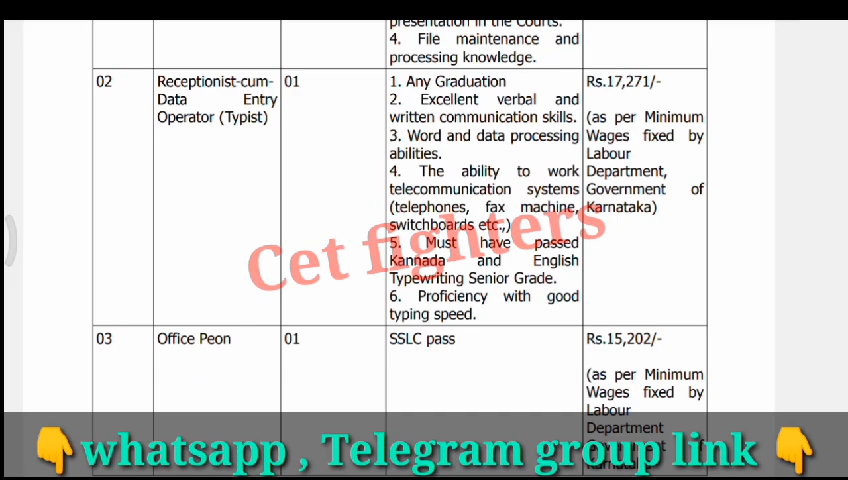 presentation in the Courts.
4. File maintenance and
processing knowledge.
02 Receptionist-cum-Data Entry Operator (Typist) 01
1. Any Graduation
2. Excellent verbal and
written communication skills.
3. Word and data processing
abilities.
4. The ability to work
telecommunication systems
(telephones, fax machine,
switchboards etc.,)
5. Must have passed
Kannada and English
Typewriting Senior Grade.
6. Proficiency with good
typing speed.
Rs.17,271/-
(as per Minimum
Wages fixed by
Labour
Department,
Government of
Karnataka)
Cet fighters
03 Office Peon 01 SSLC pass Rs.15,202/-
(as per Minimum
Wages fixed by
Labour
Department
Government of
Karnataka)
👇whatsapp , Telegram group link 👇